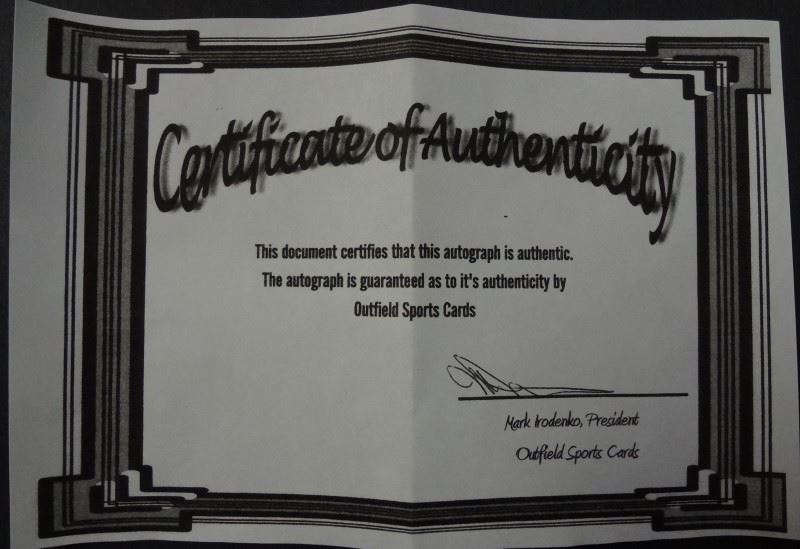 Certificate of Authenticity
This document certifies that this autograph is authentic.
The autograph is guaranteed as to it's authenticity by
Outfield Sports Cards
Mark Irodenko, President
Outfield Sports Cards